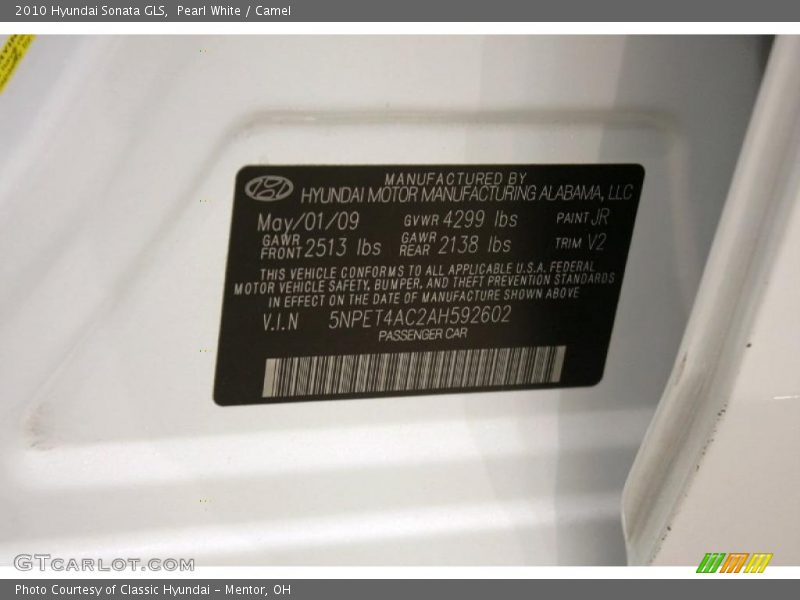 2010 Hyundai Sonata GLS, Pearl White / Camel
MANUFACTURED BY
HYUNDAI MOTOR MANUFACTURING ALABAMA, LLC
May/01/09 GVWR 4299 lbs PAINT JR
GAWR FRONT 2513 lbs GAWR REAR 2138 lbs TRIM V2
THIS VEHICLE CONFORMS TO ALL APPLICABLE U.S.A. FEDERAL
MOTOR VEHICLE SAFETY, BUMPER, AND THEFT PREVENTION STANDARDS
IN EFFECT ON THE DATE OF MANUFACTURE SHOWN ABOVE
V.I.N 5NPET4AC2AH592602
PASSENGER CAR
GTCARLOT.COM
Photo Courtesy of Classic Hyundai - Mentor, OH